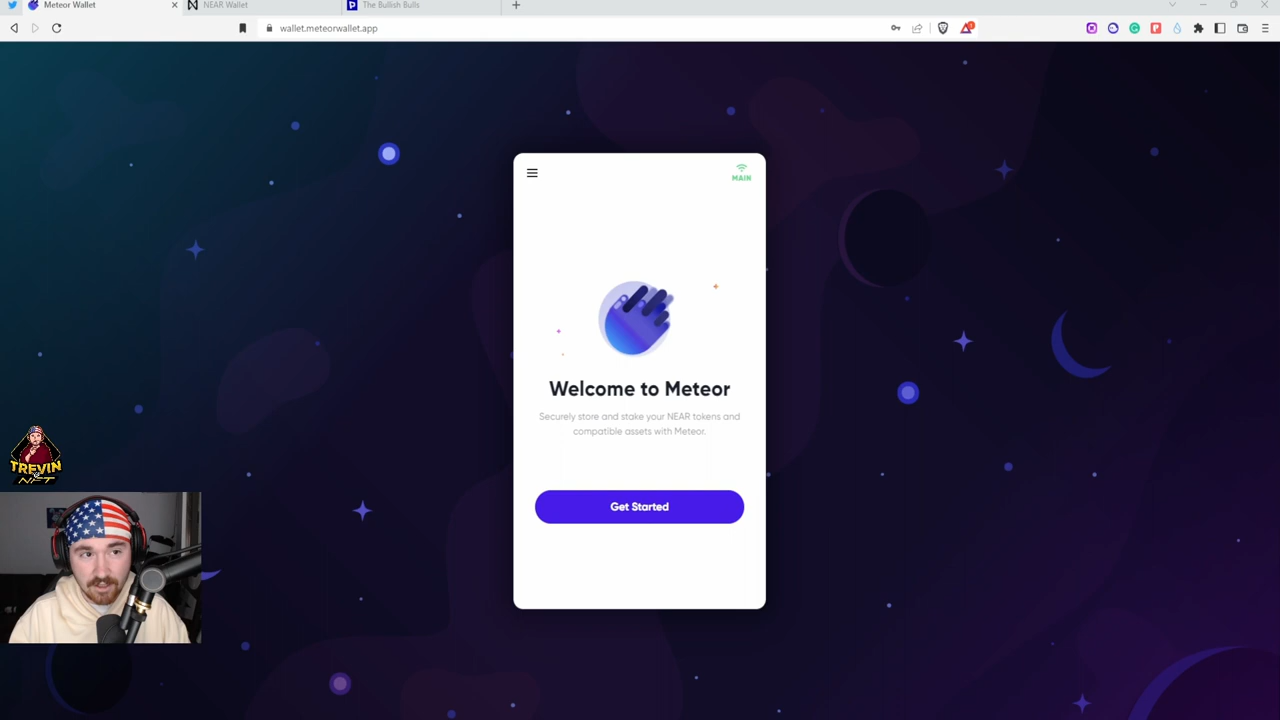 Meteor Wallet
NEAR Wallet
The Bullish Bulls
wallet.meteorwallet.app
MAIN
Welcome to Meteor
Securely store and stake your NEAR tokens and
compatible assets with Meteor.
Get Started
TREVIN
NFT